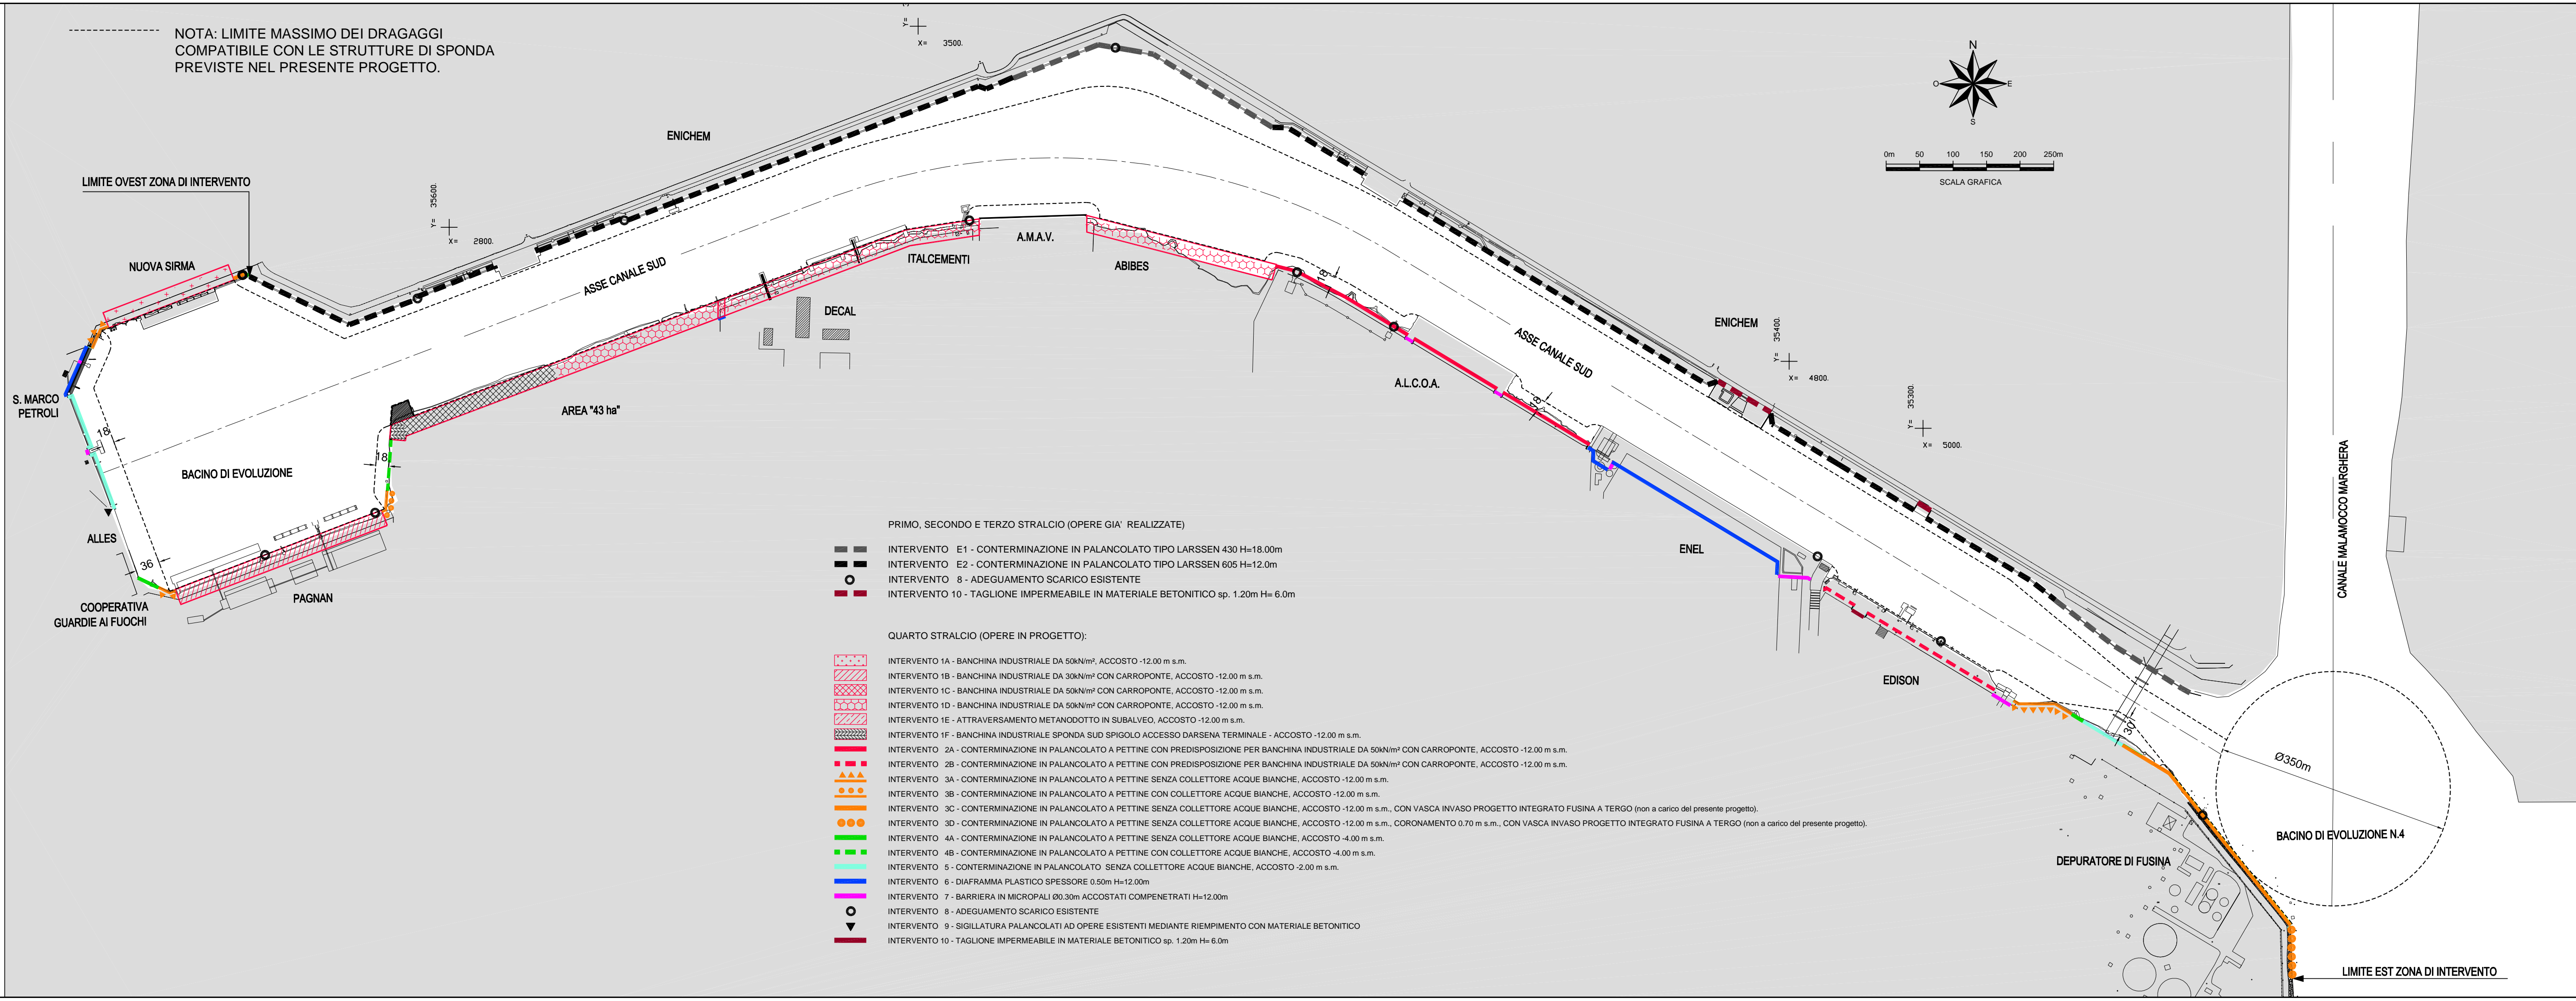 NOTA: LIMITE MASSIMO DEI DRAGAGGI
COMPATIBILE CON LE STRUTTURE DI SPONDA
PREVISTE NEL PRESENTE PROGETTO.
Y=
X= 3500.
N
O
E
S
0m 50 100 150 200 250m
SCALA GRAFICA
ENICHEM
LIMITE OVEST ZONA DI INTERVENTO
Y= 35600.
X= 2800.
NUOVA SIRMA
ASSE CANALE SUD
A.M.A.V.
ITALCEMENTI
ABIBES
DECAL
18
ENICHEM
Y= 35400.
X= 4800.
ASSE CANALE SUD
A.L.C.O.A.
18
Y= 35300.
X= 5000.
S. MARCO
PETROLI
AREA "43 ha"
18
18
BACINO DI EVOLUZIONE
CANALE MALAMOCCO MARGHERA
ALLES
36
COOPERATIVA
GUARDIE AI FUOCHI
PAGNAN
ENEL
EDISON
30
Ø350m
BACINO DI EVOLUZIONE N.4
DEPURATORE DI FUSINA
LIMITE EST ZONA DI INTERVENTO
PRIMO, SECONDO E TERZO STRALCIO (OPERE GIA' REALIZZATE)
INTERVENTO E1 - CONTERMINAZIONE IN PALANCOLATO TIPO LARSSEN 430 H=18.00m
INTERVENTO E2 - CONTERMINAZIONE IN PALANCOLATO TIPO LARSSEN 605 H=12.0m
INTERVENTO 8 - ADEGUAMENTO SCARICO ESISTENTE
INTERVENTO 10 - TAGLIONE IMPERMEABILE IN MATERIALE BETONITICO sp. 1.20m H= 6.0m
QUARTO STRALCIO (OPERE IN PROGETTO):
INTERVENTO 1A - BANCHINA INDUSTRIALE DA 50kN/m², ACCOSTO -12.00 m s.m.
INTERVENTO 1B - BANCHINA INDUSTRIALE DA 30kN/m² CON CARROPONTE, ACCOSTO -12.00 m s.m.
INTERVENTO 1C - BANCHINA INDUSTRIALE DA 50kN/m² CON CARROPONTE, ACCOSTO -12.00 m s.m.
INTERVENTO 1D - BANCHINA INDUSTRIALE DA 50kN/m² CON CARROPONTE, ACCOSTO -12.00 m s.m.
INTERVENTO 1E - ATTRAVERSAMENTO METANODOTTO IN SUBALVEO, ACCOSTO -12.00 m s.m.
INTERVENTO 1F - BANCHINA INDUSTRIALE SPONDA SUD SPIGOLO ACCESSO DARSENA TERMINALE - ACCOSTO -12.00 m s.m.
INTERVENTO 2A - CONTERMINAZIONE IN PALANCOLATO A PETTINE CON PREDISPOSIZIONE PER BANCHINA INDUSTRIALE DA 50kN/m² CON CARROPONTE, ACCOSTO -12.00 m s.m.
INTERVENTO 2B - CONTERMINAZIONE IN PALANCOLATO A PETTINE CON PREDISPOSIZIONE PER BANCHINA INDUSTRIALE DA 50kN/m² CON CARROPONTE, ACCOSTO -12.00 m s.m.
INTERVENTO 3A - CONTERMINAZIONE IN PALANCOLATO A PETTINE SENZA COLLETTORE ACQUE BIANCHE, ACCOSTO -12.00 m s.m.
INTERVENTO 3B - CONTERMINAZIONE IN PALANCOLATO A PETTINE CON COLLETTORE ACQUE BIANCHE, ACCOSTO -12.00 m s.m.
INTERVENTO 3C - CONTERMINAZIONE IN PALANCOLATO A PETTINE SENZA COLLETTORE ACQUE BIANCHE, ACCOSTO -12.00 m s.m., CON VASCA INVASO PROGETTO INTEGRATO FUSINA A TERGO (non a carico del presente progetto).
INTERVENTO 3D - CONTERMINAZIONE IN PALANCOLATO A PETTINE SENZA COLLETTORE ACQUE BIANCHE, ACCOSTO -12.00 m s.m., CORONAMENTO 0.70 m s.m., CON VASCA INVASO PROGETTO INTEGRATO FUSINA A TERGO (non a carico del presente progetto).
INTERVENTO 4A - CONTERMINAZIONE IN PALANCOLATO A PETTINE SENZA COLLETTORE ACQUE BIANCHE, ACCOSTO -4.00 m s.m.
INTERVENTO 4B - CONTERMINAZIONE IN PALANCOLATO A PETTINE CON COLLETTORE ACQUE BIANCHE, ACCOSTO -4.00 m s.m.
INTERVENTO 5 - CONTERMINAZIONE IN PALANCOLATO SENZA COLLETTORE ACQUE BIANCHE, ACCOSTO -2.00 m s.m.
INTERVENTO 6 - DIAFRAMMA PLASTICO SPESSORE 0.50m H=12.00m
INTERVENTO 7 - BARRIERA IN MICROPALI Ø0.30m ACCOSTATI COMPENETRATI H=12.00m
INTERVENTO 8 - ADEGUAMENTO SCARICO ESISTENTE
INTERVENTO 9 - SIGILLATURA PALANCOLATI AD OPERE ESISTENTI MEDIANTE RIEMPIMENTO CON MATERIALE BETONITICO
INTERVENTO 10 - TAGLIONE IMPERMEABILE IN MATERIALE BETONITICO sp. 1.20m H= 6.0m